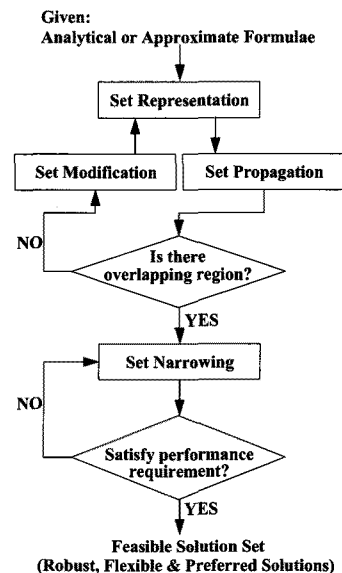 Given:
Analytical or Approximate Formulae
Set Representation
Set Modification
Set Propagation
NO
Is there
overlapping region?
YES
Set Narrowing
NO
Satisfy performance
requirement?
YES
Feasible Solution Set
(Robust, Flexible & Preferred Solutions)